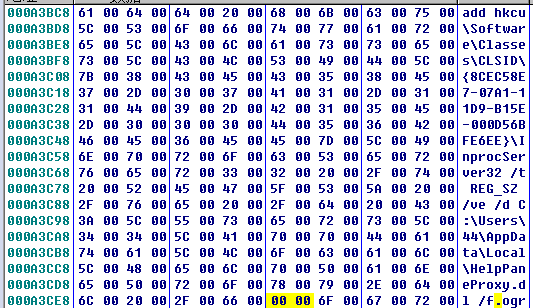 000A3BC8 61 00 64 00 64 00 20 00 68 00 6B 00 63 00 75 00 add hkcu
000A3BD8 5C 00 53 00 6F 00 66 00 74 00 77 00 61 00 72 00 \Softwar
000A3BE8 65 00 5C 00 43 00 6C 00 61 00 73 00 73 00 65 00 e\Classe
000A3BF8 73 00 5C 00 43 00 4C 00 53 00 49 00 44 00 5C 00 s\CLSID\
000A3C08 7B 00 38 00 43 00 45 00 43 00 35 00 38 00 45 00 {8CEC58E
000A3C18 37 00 2D 00 30 00 37 00 41 00 31 00 2D 00 31 00 7-07A1-1
000A3C28 31 00 44 00 39 00 2D 00 42 00 31 00 35 00 45 00 1D9-B15E
000A3C38 2D 00 30 00 30 00 30 00 44 00 35 00 36 00 42 00 -000D56B
000A3C48 46 00 45 00 36 00 45 00 45 00 7D 00 5C 00 49 00 FE6EE}\I
000A3C58 6E 00 70 00 72 00 6F 00 63 00 53 00 65 00 72 00 nprocSer
000A3C68 76 00 65 00 72 00 33 00 32 00 20 00 2F 00 74 00 ver32 /t
000A3C78 20 00 52 00 45 00 47 00 5F 00 53 00 5A 00 20 00 REG_SZ
000A3C88 2F 00 76 00 65 00 20 00 2F 00 64 00 20 00 43 00 /ve /d C
000A3C98 3A 00 5C 00 55 00 73 00 65 00 72 00 73 00 5C 00 :\Users\
000A3CA8 34 00 34 00 5C 00 41 00 70 00 70 00 44 00 61 00 44\AppDa
000A3CB8 74 00 61 00 5C 00 4C 00 6F 00 63 00 61 00 6C 00 ta\Local
000A3CC8 5C 00 48 00 65 00 6C 00 70 00 50 00 61 00 6E 00 \HelpPan
000A3CD8 65 00 50 00 72 00 6F 00 78 00 79 00 2E 00 64 00 eProxy.d
000A3CE8 6C 00 20 00 2F 00 66 00 00 00 6F 00 67 00 72 00 l /f.ogr